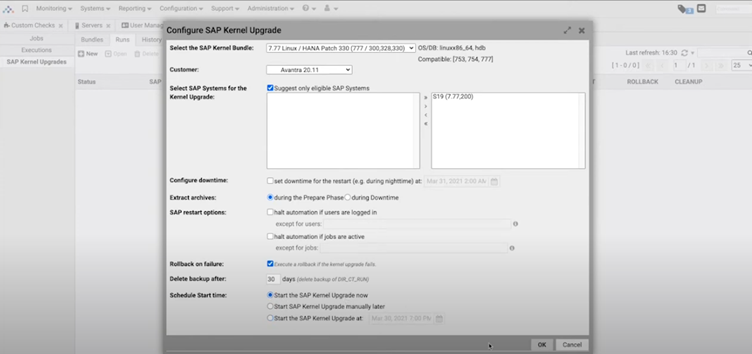 Monitoring Systems Reporting Configuration Support Administration
Custom Checks Servers User Man
Jobs
Executions
SAP Kernel Upgrades
Bundles Runs History
New Open Delete
Last refresh: 16:30
[1 - 0 / 0] 1 / 1 25
Status SAP ROLLBACK CLEANUP
Configure SAP Kernel Upgrade
Select the SAP Kernel Bundle: 7.77 Linux / HANA Patch 330 (777 / 300,328,330) OS/DB: linuxx86_64, hdb
Compatible: [753, 754, 777]
Customer: Avantra 20.11
Select SAP Systems for the Kernel Upgrade: Suggest only eligible SAP Systems
S19 (7.77,200)
Configure downtime: set downtime for the restart (e.g. during nighttime) at: Mar 31, 2021 2:00 AM
Extract archives: during the Prepare Phase during Downtime
SAP restart options: halt automation if users are logged in
except for users:
halt automation if jobs are active
except for jobs:
Rollback on failure: Execute a rollback if the kernel upgrade fails.
Delete backup after: 30 days (delete backup of DIR_CT_RUN)
Schedule Start time: Start the SAP Kernel Upgrade now
Start SAP Kernel Upgrade manually later
Start the SAP Kernel Upgrade at: Mar 30, 2021 7:00 PM
OK Cancel